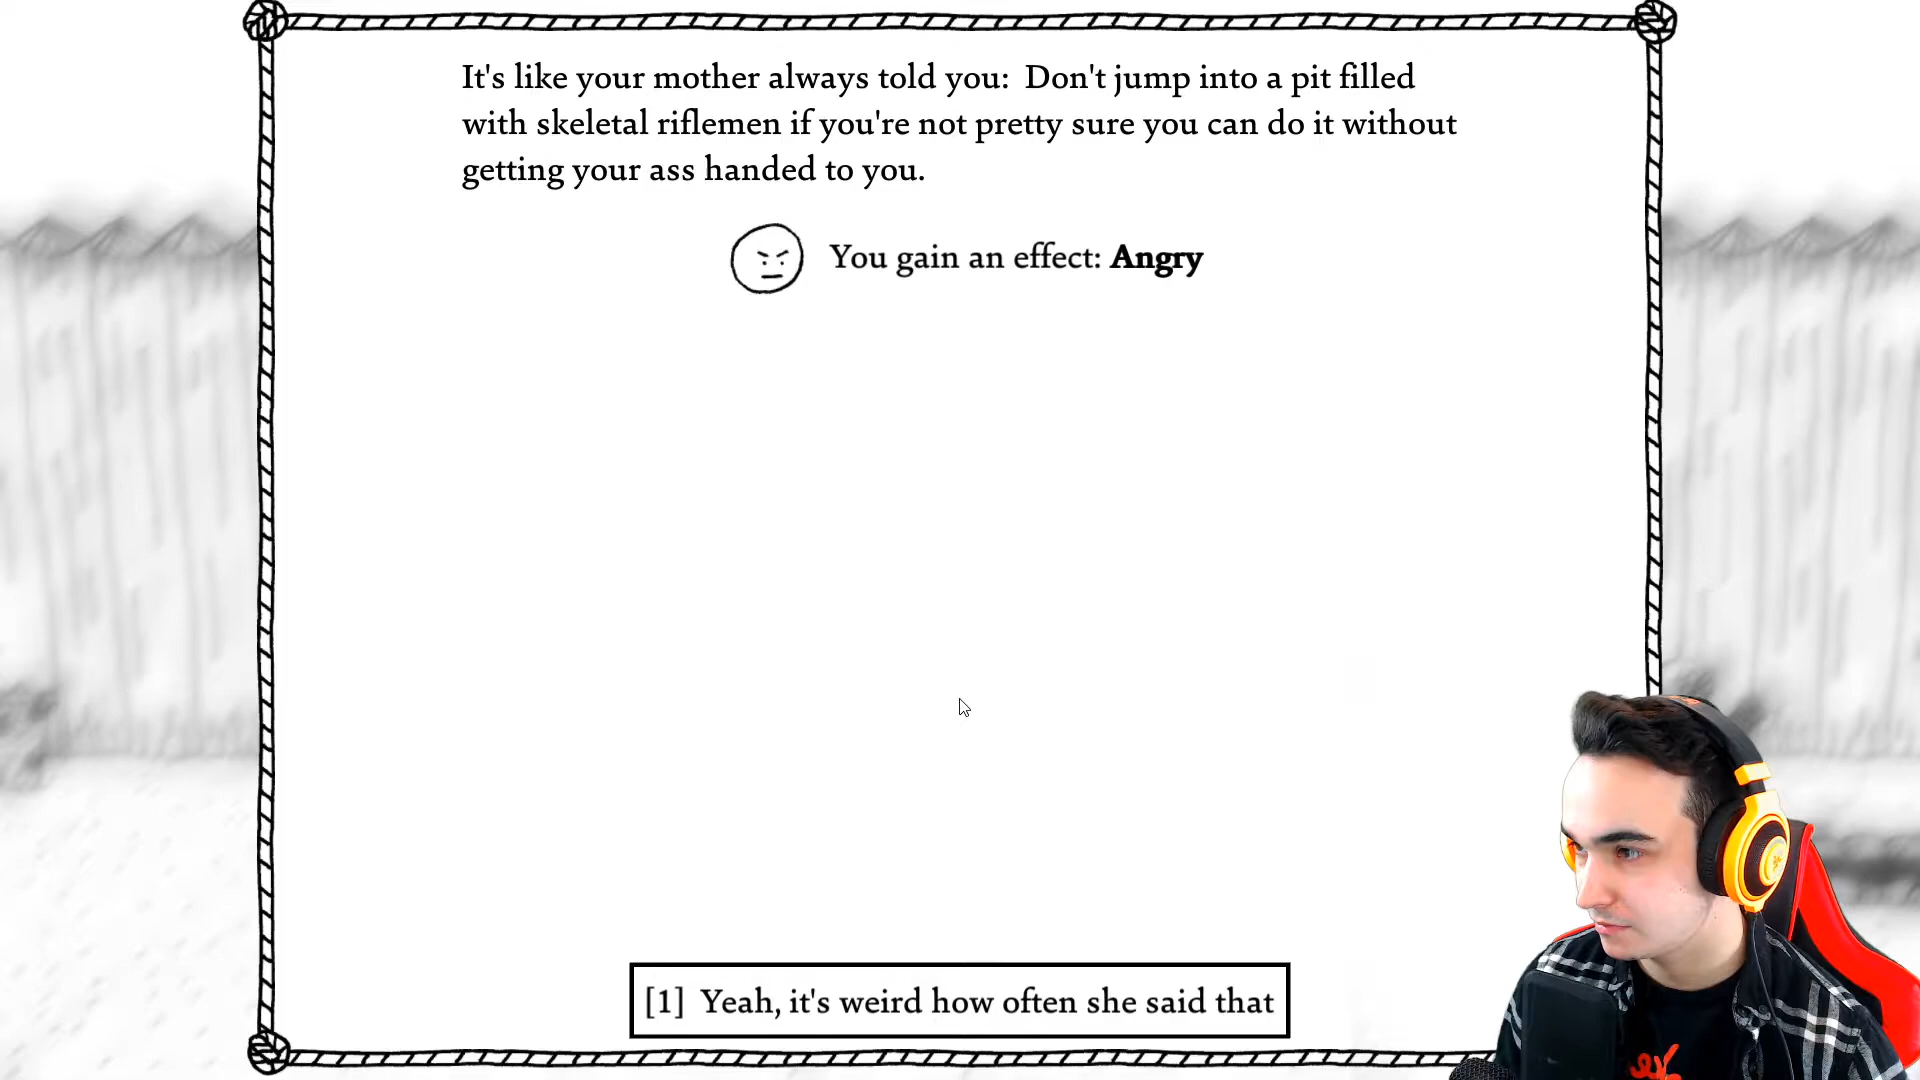 It's like your mother always told you: Don't jump into a pit filled
with skeletal riflemen if you're not pretty sure you can do it without
getting your ass handed to you.
You gain an effect: Angry
[1] Yeah, it's weird how often she said that